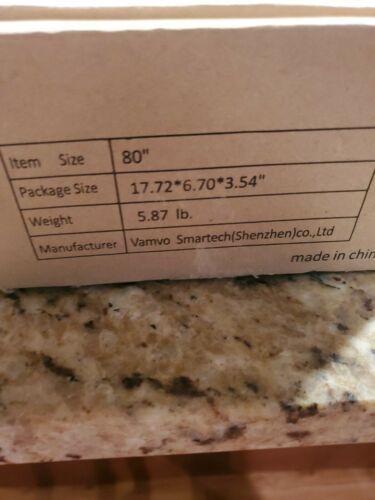 Item Size 80"
Package Size 17.72*6.70*3.54"
Weight 5.87 lb.
Manufacturer Vamvo Smartech(Shenzhen)co.,Ltd
made in chin